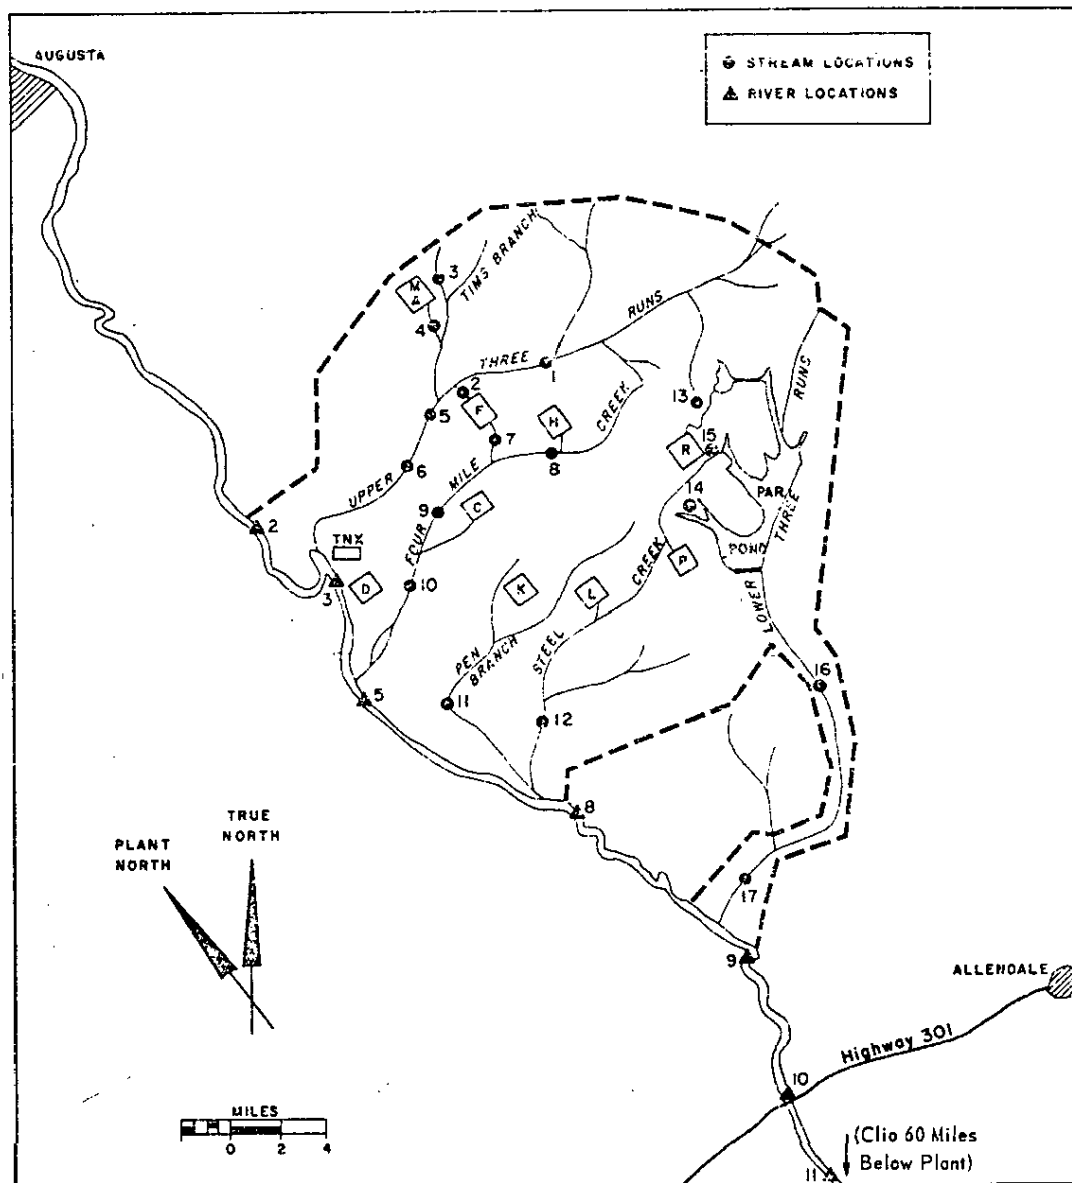 AUGUSTA
STREAM LOCATIONS
RIVER LOCATIONS
TIMS BRANCH
3
M
4
1
THREE
RUNS
2
5
F
7
H
8
CREEK
13
RUNS
R
15
UPPER
6
MILE
9
C
14
PAR
POND
THREE
2
TNX
3
D
FOUR
10
K
L
CREEK
P
LOWER
PEN
BRANCH
STEEL
11
12
16
5
8
17
9
TRUE
NORTH
PLANT
NORTH
ALLENDALE
Highway 301
10
MILES
0 2 4
(Clio 60 Miles
Below Plant)
11